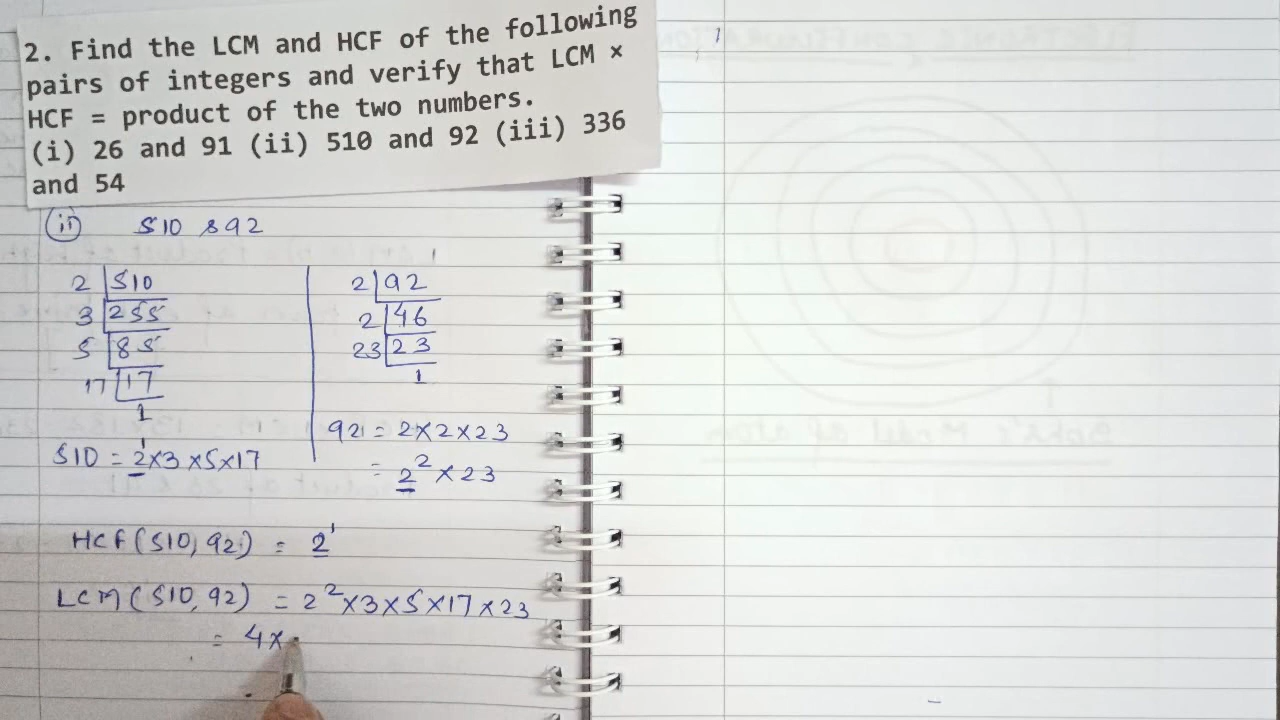 2. Find the LCM and HCF of the following
pairs of integers and verify that LCM ×
HCF = product of the two numbers.
(i) 26 and 91 (ii) 510 and 92 (iii) 336
and 54
(ii) 510 & 92
2 | 510
3 | 255
5 | 85
17 | 17
1
510 = 2¹×3×5×17
2 | 92
2 | 46
23 | 23
1
92 = 2×2×23
= 2²×23
HCF(510, 92) = 2¹
LCM(510, 92) = 2²×3×5×17×23
= 4×